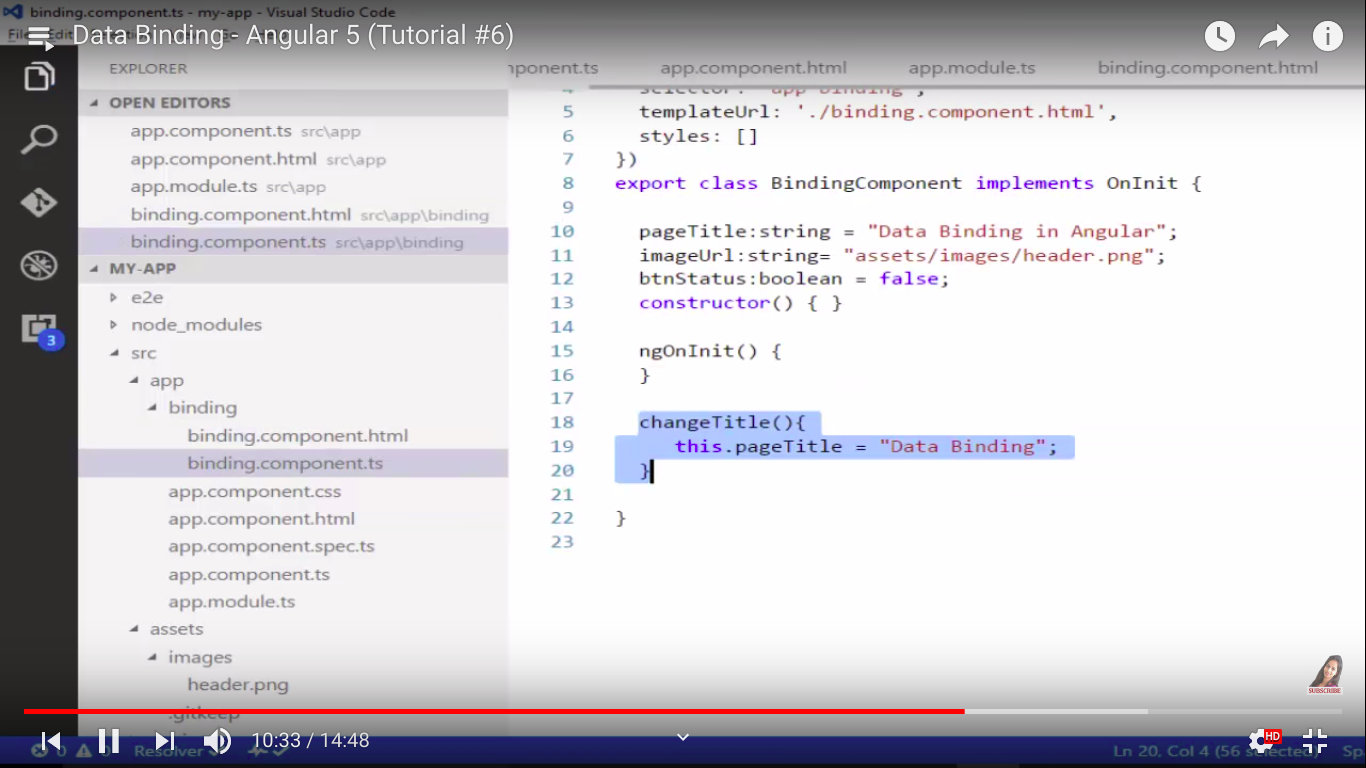 binding.component.ts - my-app - Visual Studio Code
Data Binding - Angular 5 (Tutorial #6)
EXPLORER
OPEN EDITORS
app.component.ts src\app
app.component.html src\app
app.module.ts src\app
binding.component.html src\app\binding
binding.component.ts src\app\binding
MY-APP
e2e
node_modules
src
app
binding
binding.component.html
binding.component.ts
app.component.css
app.component.html
app.component.spec.ts
app.component.ts
app.module.ts
assets
images
header.png
.gitkeep
3
nponent.ts app.component.html app.module.ts binding.component.html
4 selector: 'app-binding',
5 templateUrl: './binding.component.html',
6 styles: []
7 })
8 export class BindingComponent implements OnInit {
9
10 pageTitle:string = "Data Binding in Angular";
11 imageUrl:string= "assets/images/header.png";
12 btnStatus:boolean = false;
13 constructor() { }
14
15 ngOnInit() {
16 }
17
18 changeTitle(){
19 this.pageTitle = "Data Binding";
20 }
21
22 }
23
SUBSCRIBE
10:33 / 14:48
HD
0 0 Resolver
Ln 20, Col 4 (56 selected) Sp